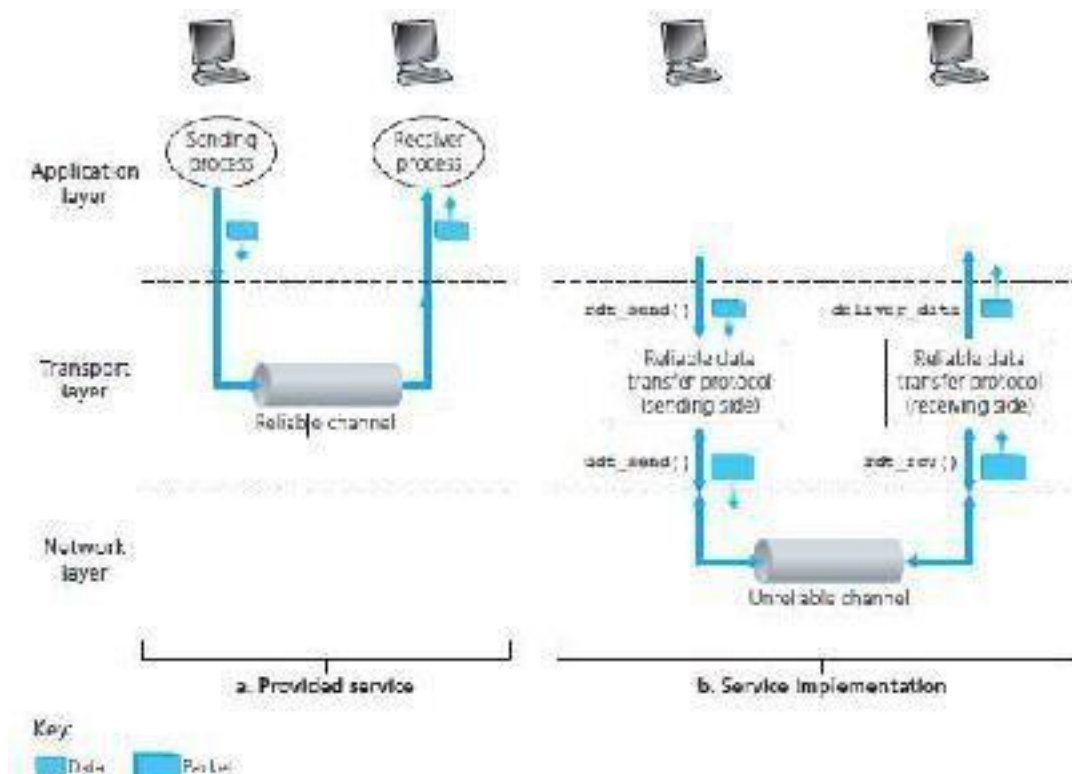 Sending
process
Receiver
process
Application
layer
rdt_send()
deliver_data
Transport
layer
Reliable channel
Reliable data
transfer protocol
(sending side)
Reliable data
transfer protocol
(receiving side)
udt_send()
rdt_rcv()
Network
layer
Unreliable channel
a. Provided service
b. Service implementation
Key:
Data
Packet